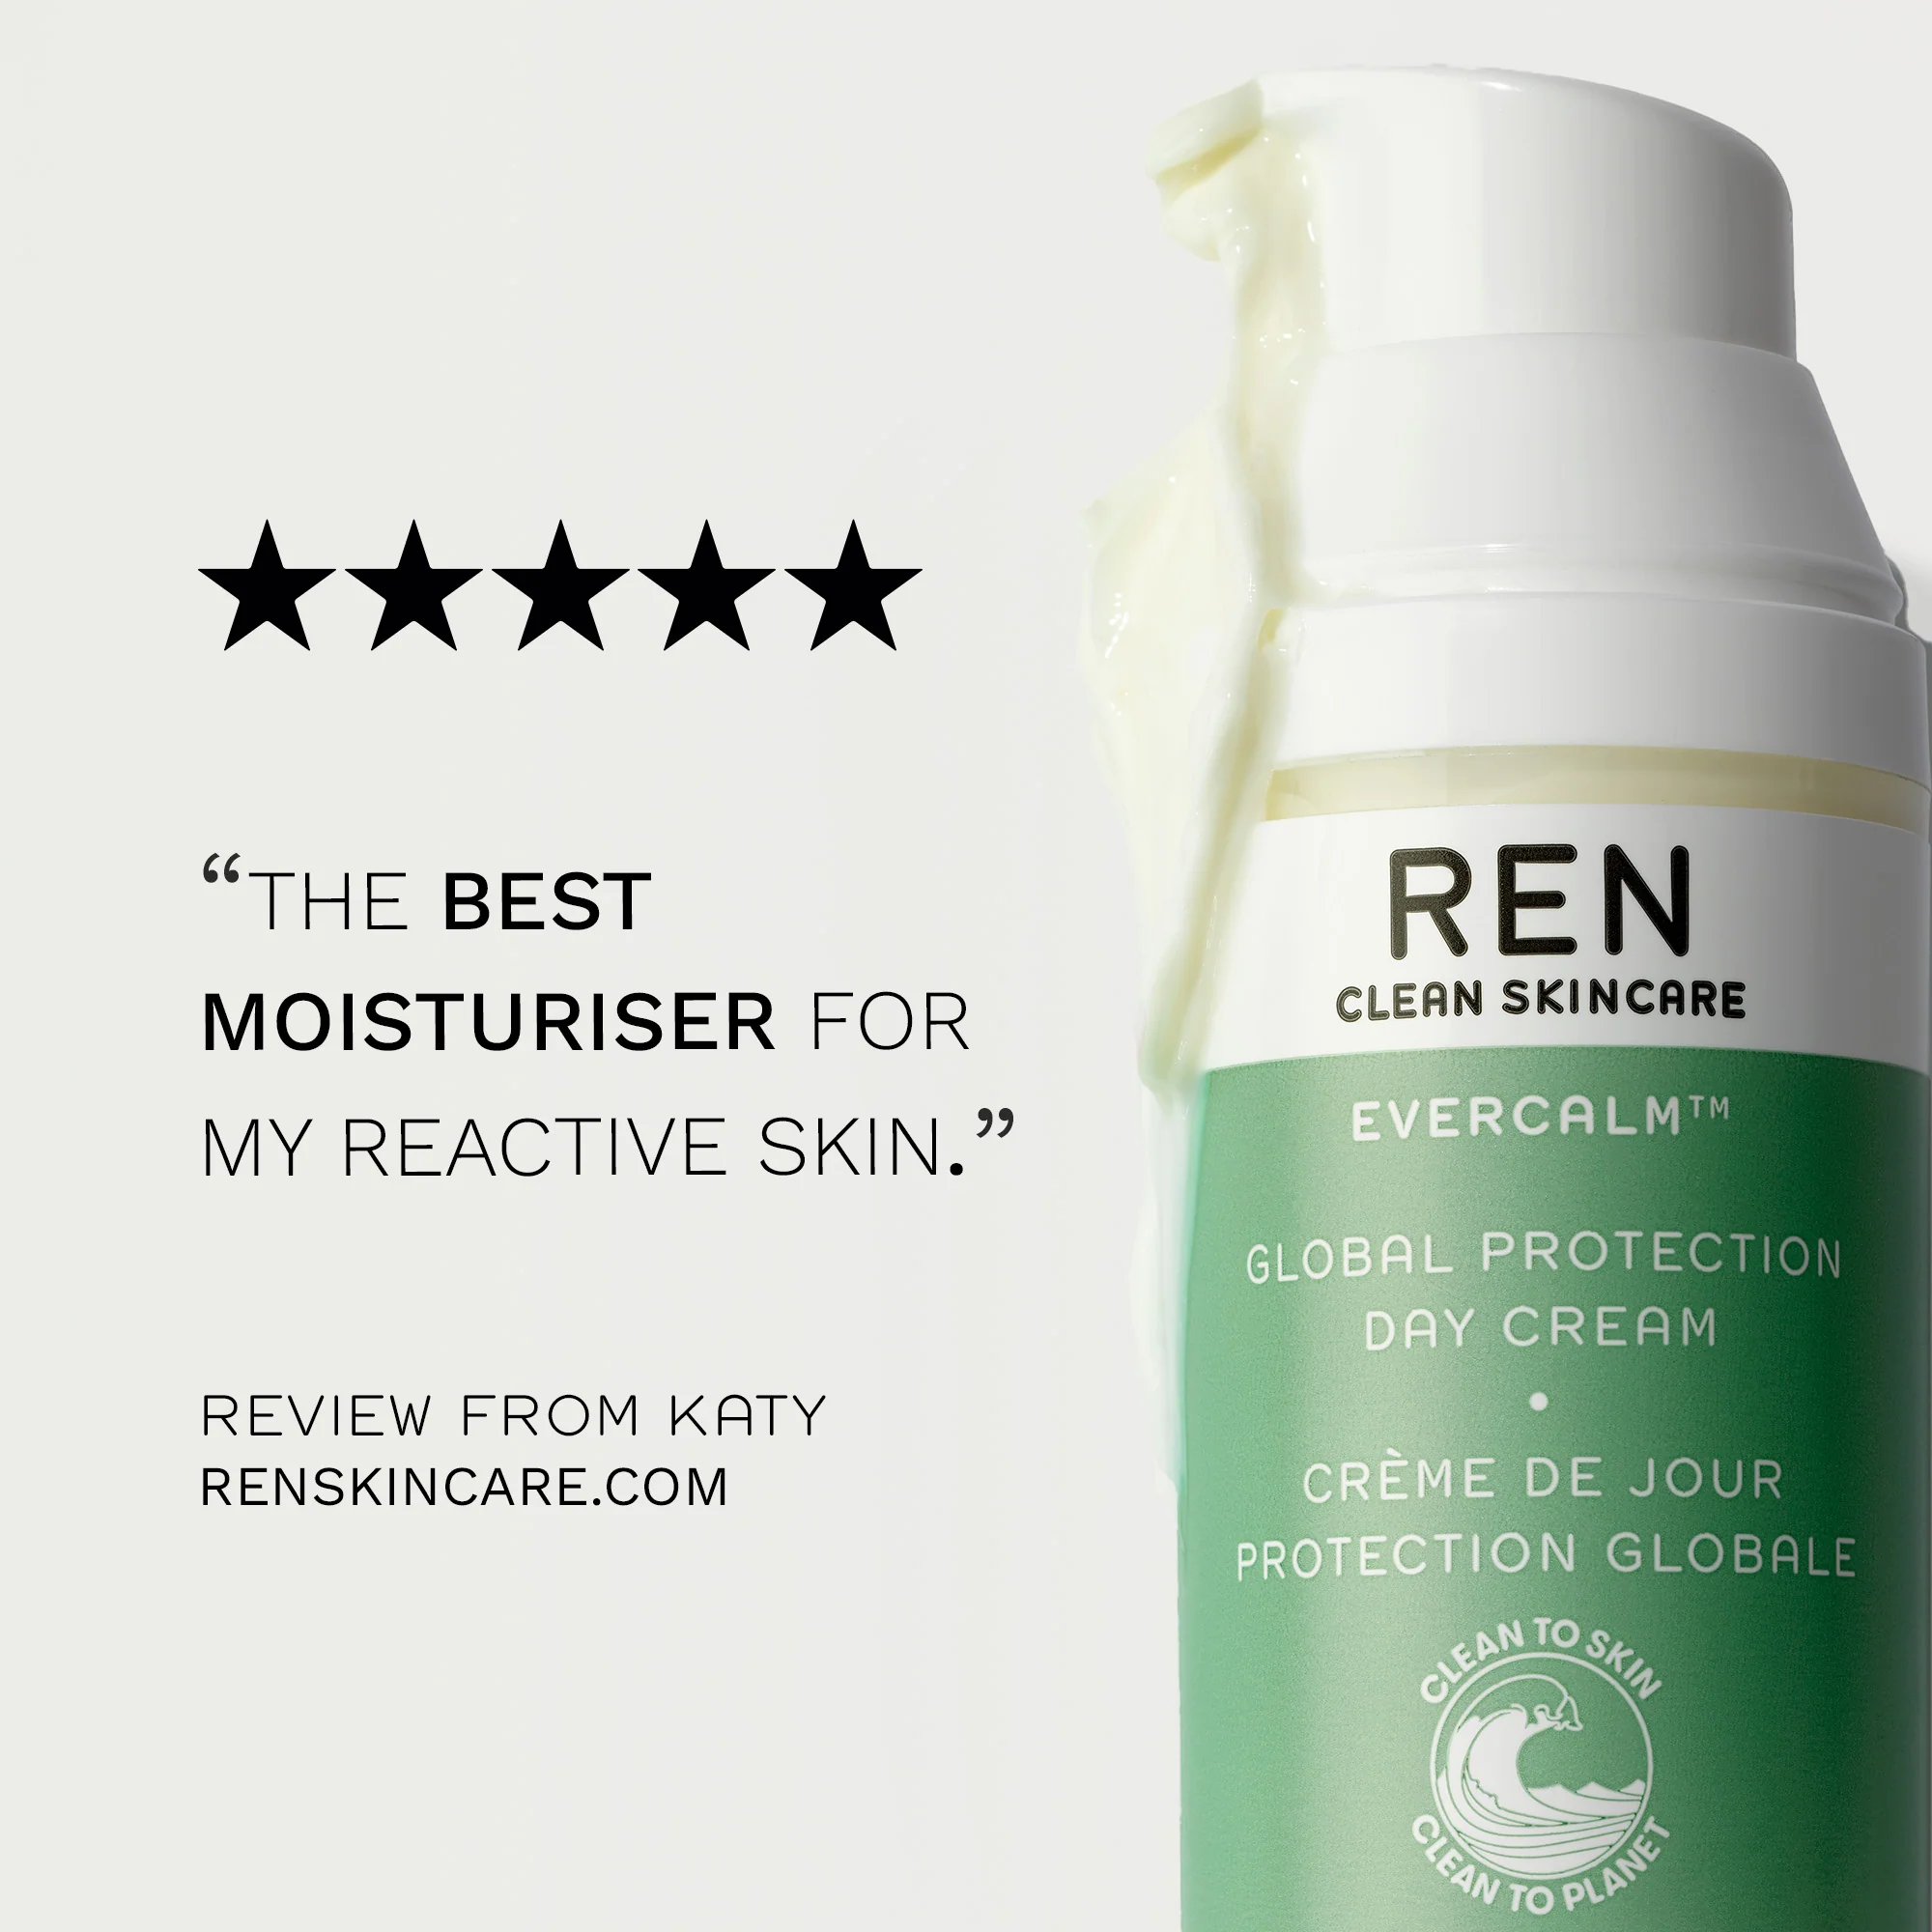 “THE BEST
MOISTURISER FOR
MY REACTIVE SKIN.”
REVIEW FROM KATY
RENSKINCARE.COM
REN
CLEAN SKINCARE
EVERCALM™
GLOBAL PROTECTION
DAY CREAM
•
CRÈME DE JOUR
PROTECTION GLOBALE
CLEAN TO SKIN
CLEAN TO PLANET